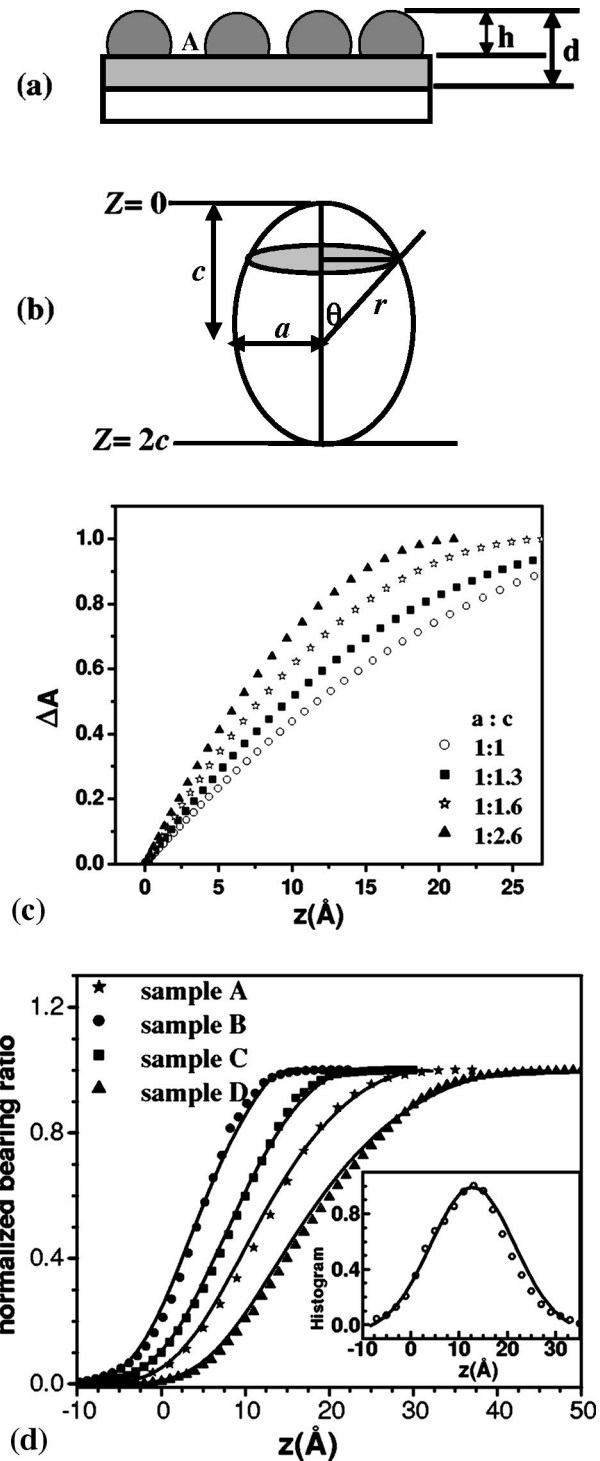 A
h
d
(a)
Z= 0
c
θ
r
a
(b)
Z= 2c
1.0
0.8
0.6
0.4
0.2
0.0
ΔA
a : c
1:1
1:1.3
1:1.6
1:2.6
0 5 10 15 20 25
z(Å)
(c)
1.2
0.8
0.4
0.0
normalized bearing ratio
sample A
sample B
sample C
sample D
0.8
0.4
0.0
Histogram
-10 0 10 20 30
z(Å)
-10 0 10 20 30 40 50
z(Å)
(d)